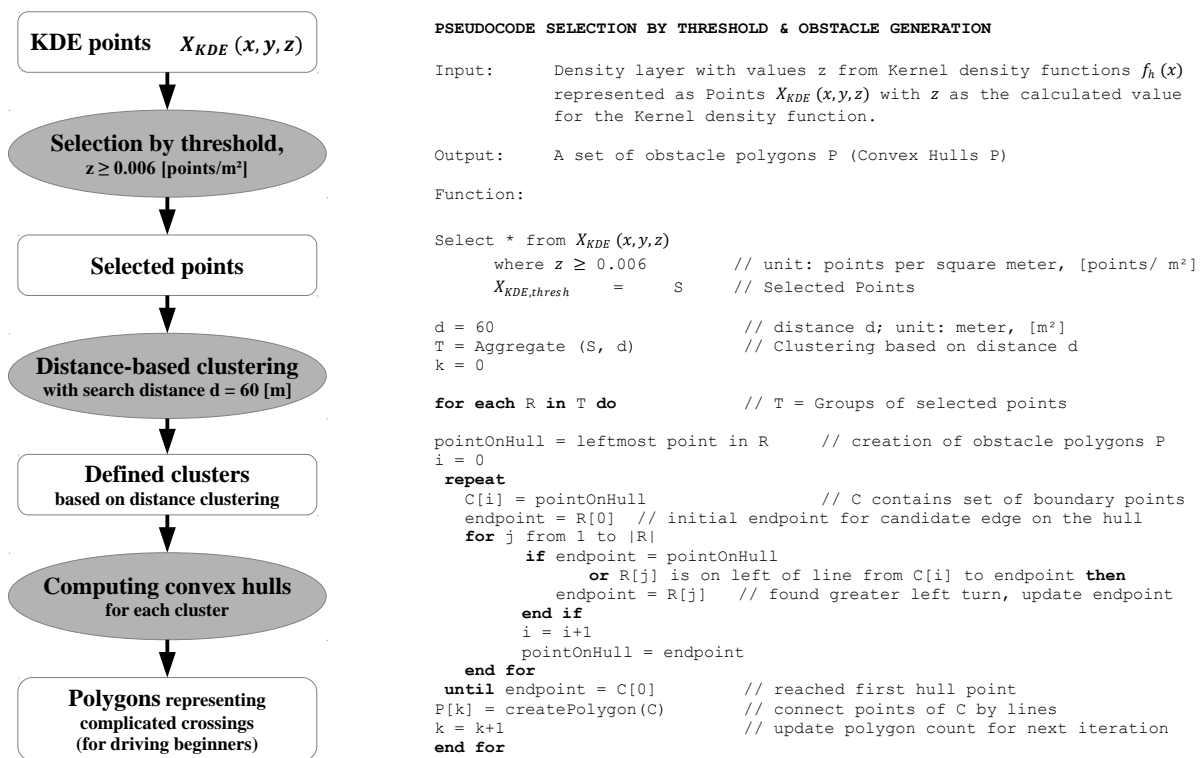 KDE points X_KDE (x, y, z)
Selection by threshold,
z ≥ 0.006 [points/m²]
Selected points
Distance-based clustering
with search distance d = 60 [m]
Defined clusters
based on distance clustering
Computing convex hulls
for each cluster
Polygons representing
complicated crossings
(for driving beginners)
PSEUDOCODE SELECTION BY THRESHOLD & OBSTACLE GENERATION
Input: Density layer with values z from Kernel density functions f_h (x)
represented as Points X_KDE (x,y,z) with z as the calculated value
for the Kernel density function.
Output: A set of obstacle polygons P (Convex Hulls P)
Function:
Select * from X_KDE (x,y,z)
where z ≥ 0.006 // unit: points per square meter, [points/ m²]
X_KDE,thresh = S // Selected Points
d = 60 // distance d; unit: meter, [m²]
T = Aggregate (S, d) // Clustering based on distance d
k = 0
for each R in T do // T = Groups of selected points
pointOnHull = leftmost point in R // creation of obstacle polygons P
i = 0
repeat
C[i] = pointOnHull // C contains set of boundary points
endpoint = R[0] // initial endpoint for candidate edge on the hull
for j from 1 to |R|
if endpoint = pointOnHull
or R[j] is on left of line from C[i] to endpoint then
endpoint = R[j] // found greater left turn, update endpoint
end if
i = i+1
pointOnHull = endpoint
end for
until endpoint = C[0] // reached first hull point
P[k] = createPolygon(C) // connect points of C by lines
k = k+1 // update polygon count for next iteration
end for